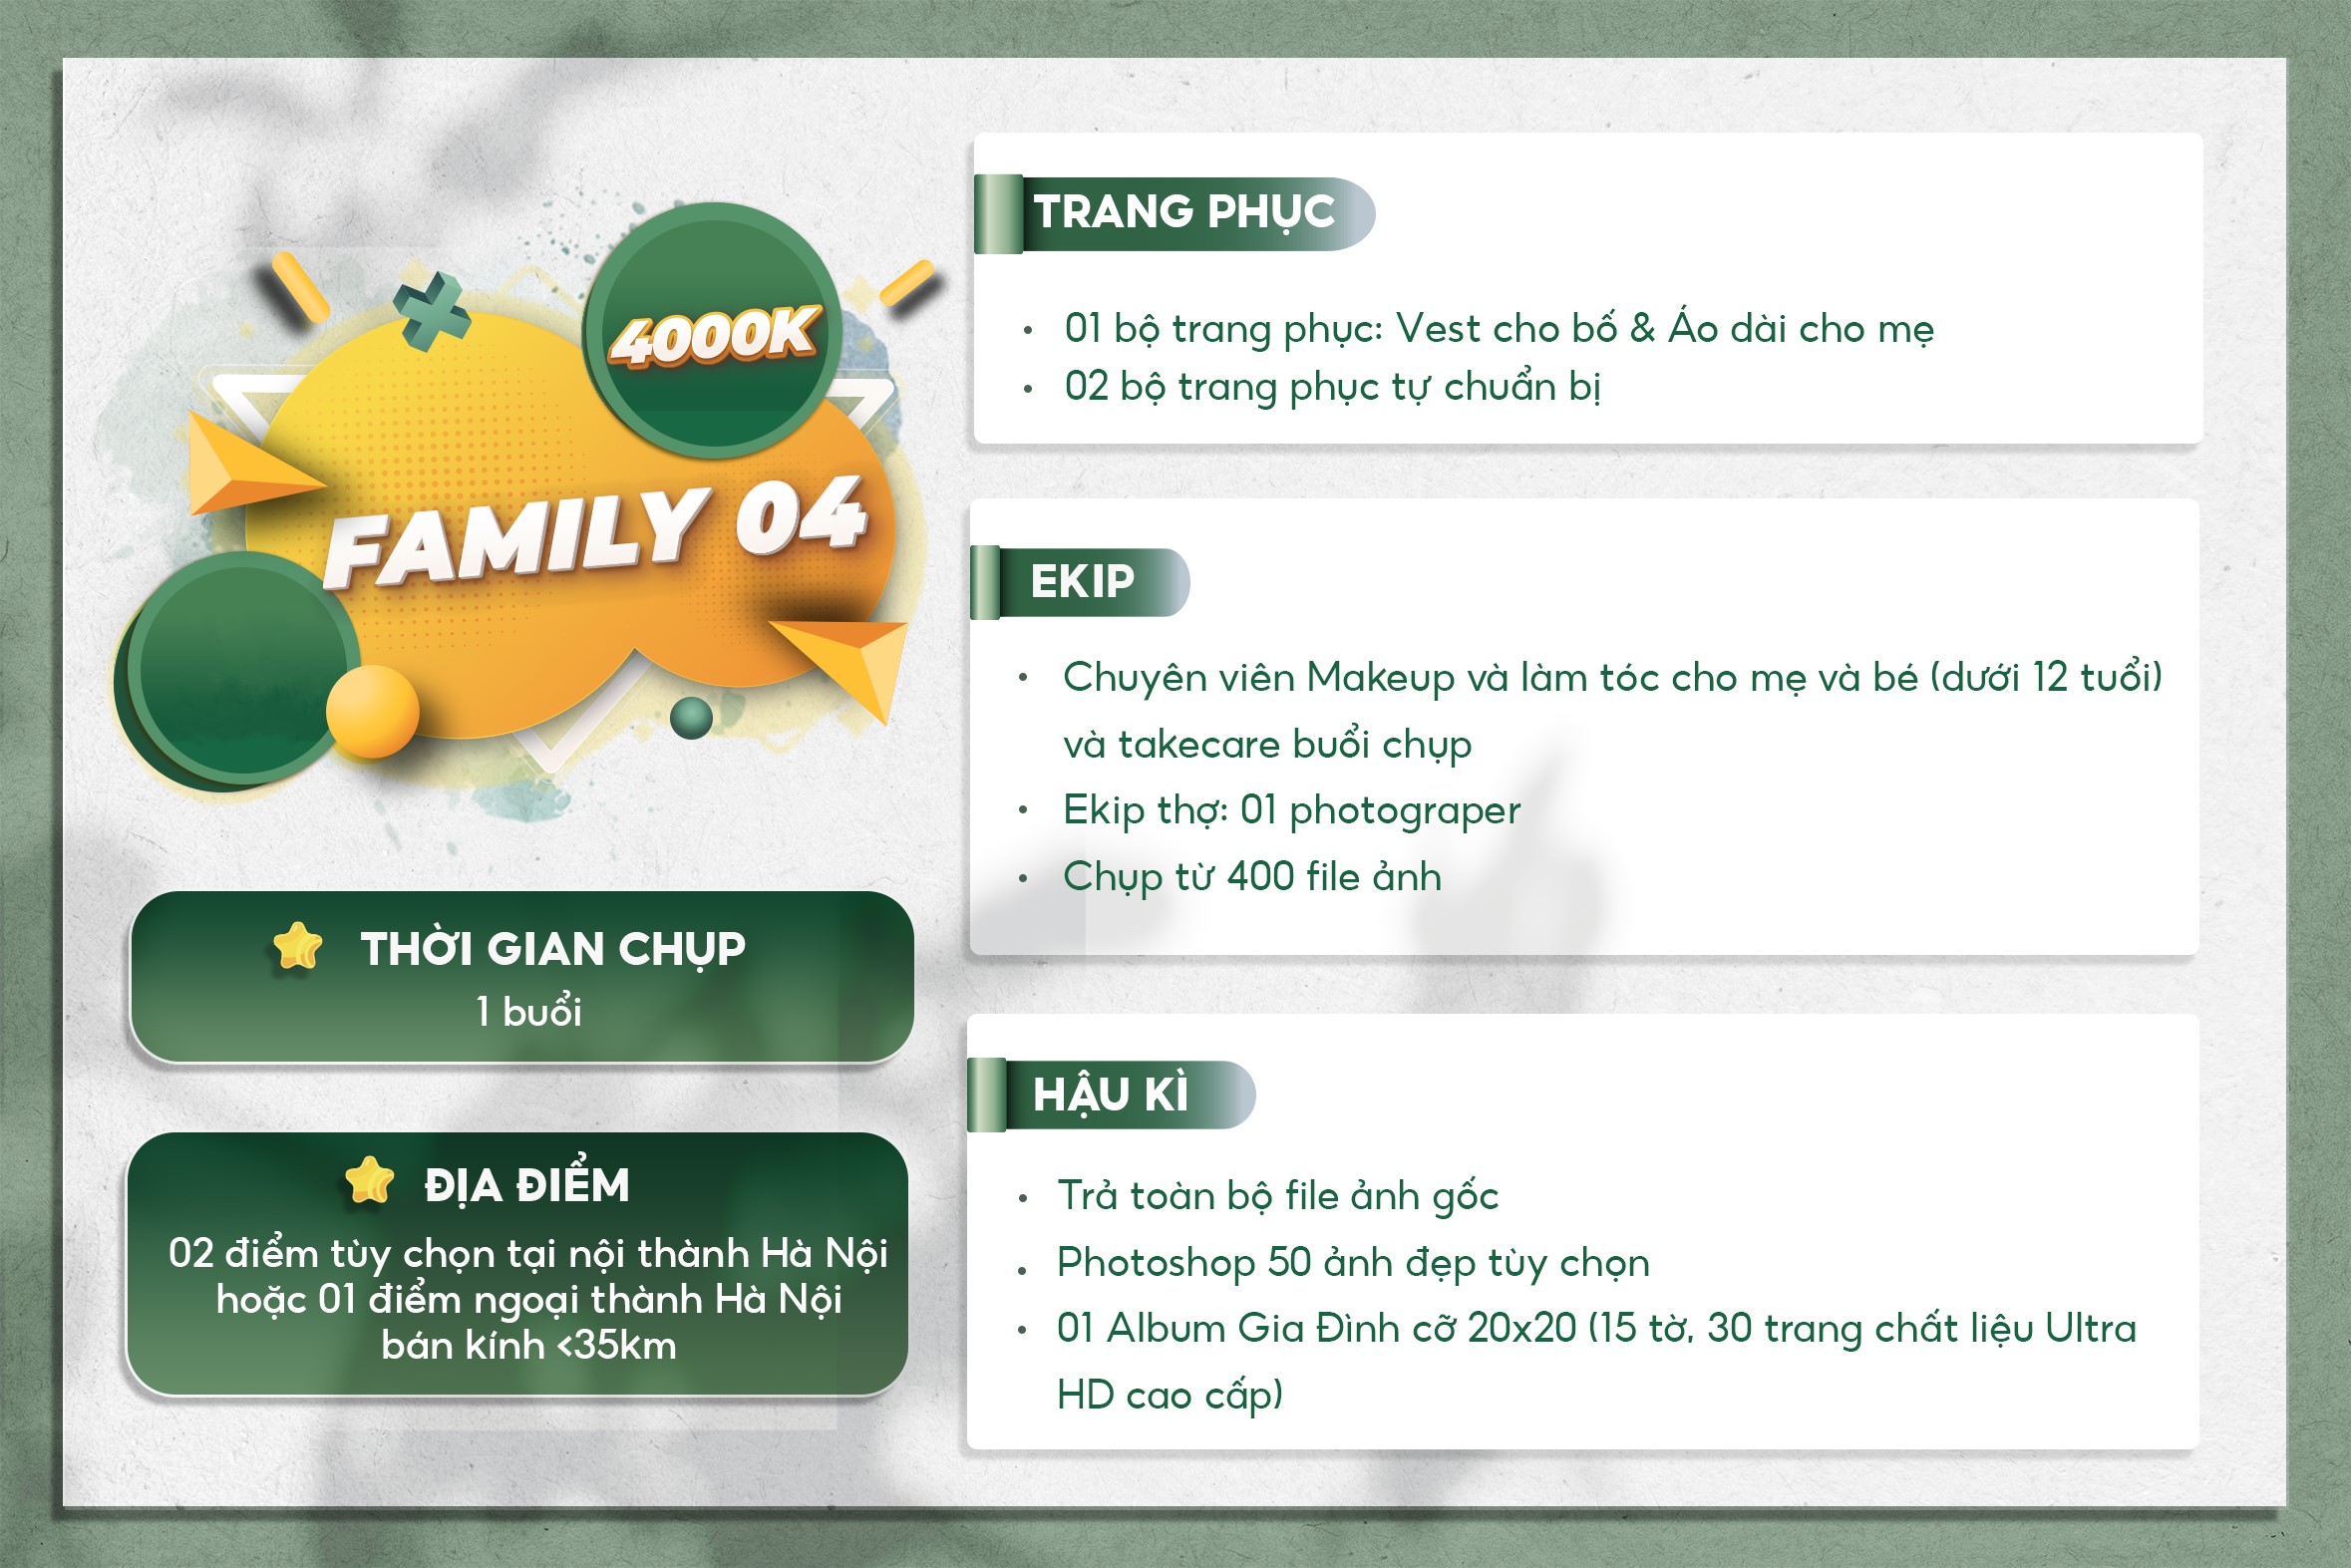 4000K
FAMILY 04
THỜI GIAN CHỤP
1 buổi
ĐỊA ĐIỂM
02 điểm tùy chọn tại nội thành Hà Nội
hoặc 01 điểm ngoại thành Hà Nội
bán kính <35km
TRANG PHỤC
• 01 bộ trang phục: Vest cho bố & Áo dài cho mẹ
• 02 bộ trang phục tự chuẩn bị
EKIP
• Chuyên viên Makeup và làm tóc cho mẹ và bé (dưới 12 tuổi)
và takecare buổi chụp
• Ekip thợ: 01 photograper
• Chụp từ 400 file ảnh
HẬU KÌ
• Trả toàn bộ file ảnh gốc
• Photoshop 50 ảnh đẹp tùy chọn
• 01 Album Gia Đình cỡ 20x20 (15 tờ, 30 trang chất liệu Ultra
HD cao cấp)